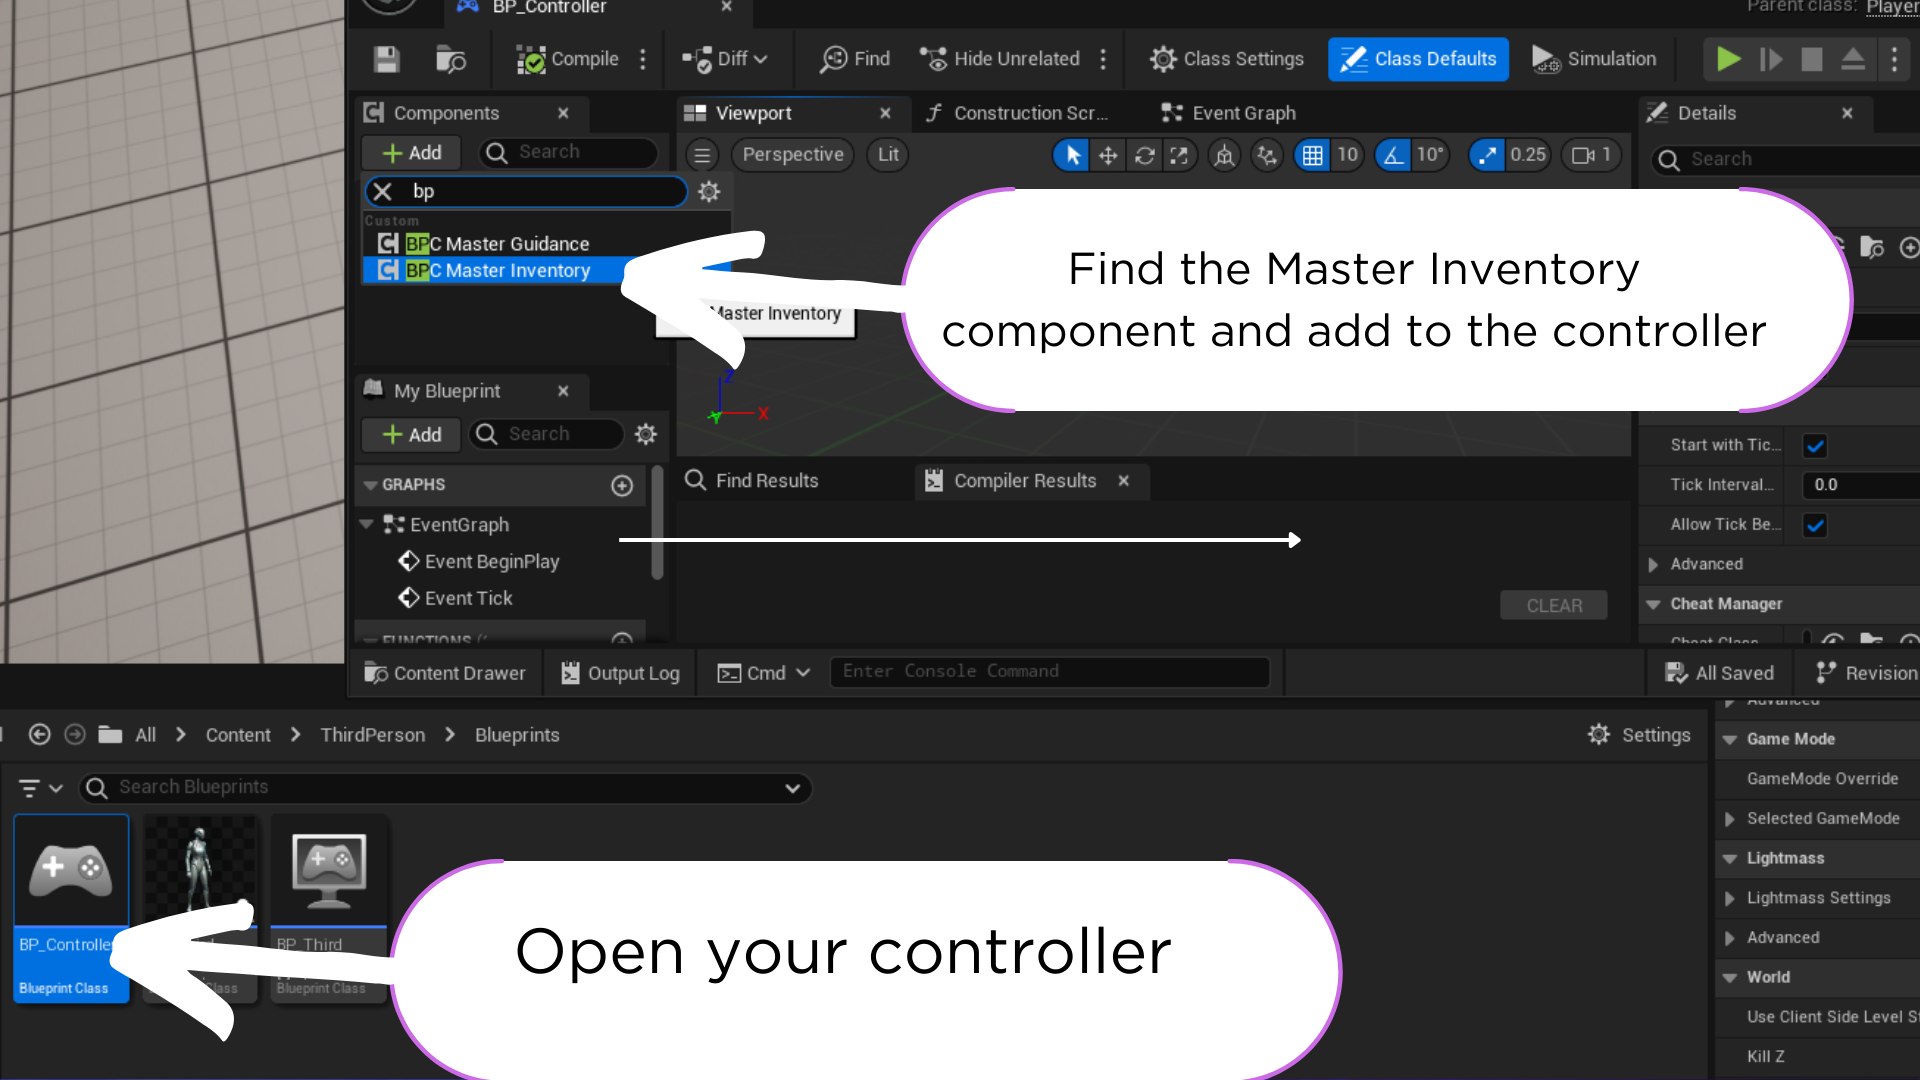 BP_Controller
Parent class: Player
Compile
Diff
Find
Hide Unrelated
Class Settings
Class Defaults
Simulation
Components
Viewport
Construction Scr...
Event Graph
Details
Add
Search
Perspective
Lit
10
10°
0.25
1
Search
bp
Custom
BPC Master Guidance
BPC Master Inventory
Master Inventory
Find the Master Inventory
component and add to the controller
My Blueprint
Add
Search
Z
X
Y
Start with Tic...
Find Results
Compiler Results
GRAPHS
Tick Interval...
0.0
EventGraph
Allow Tick Be...
Event BeginPlay
Advanced
Event Tick
CLEAR
Cheat Manager
FUNCTIONS
Cheat Class
Content Drawer
Output Log
Cmd
Enter Console Command
All Saved
Revision
Advanced
All
Content
ThirdPerson
Blueprints
Settings
Game Mode
Search Blueprints
GameMode Override
Selected GameMode
Lightmass
Lightmass Settings
Advanced
World
Use Client Side Level
Kill Z
BP_Controlle
BP_Third
Blueprint Class
Blueprint Class
Open your controller